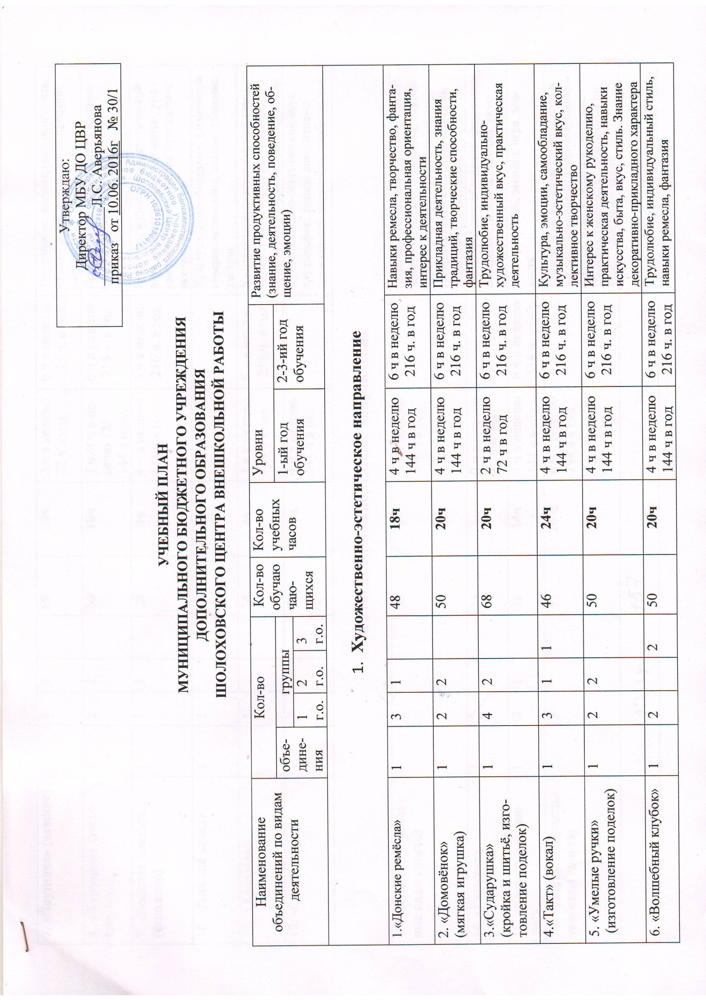 Утверждаю:
Директор МБУ ДО ЦВР
Л.С. Аверьянова
приказ от 10.06. 2016г № 30/1
УЧЕБНЫЙ ПЛАН
МУНИЦИПАЛЬНОГО БЮДЖЕТНОГО УЧРЕЖДЕНИЯ
ДОПОЛНИТЕЛЬНОГО ОБРАЗОВАНИЯ
ШОЛОХОВСКОГО ЦЕНТРА ВНЕШКОЛЬНОЙ РАБОТЫ
Наименование
объединений по видам
деятельности
Кол-во
объе-
дине-
ния
группы
1
г.о.
2
г.о.
3
г.о.
Кол-во
обучаю
чаю-
щихся
Кол-во
учебных
часов
Уровни
1-ый год
обучения
2-3-ий год
обучения
Развитие продуктивных способностей
(знание, деятельность, поведение, об-
щение, эмоции)
1. Художественно-эстетическое направление
1.«Донские ремёсла»
1
3
1
48
18ч
4 ч в неделю
144 ч в год
6 ч в неделю
216 ч. в год
Навыки ремесла, творчество, фанта-
зия, профессиональная ориентация,
интерес к деятельности
2. «Домовёнок»
(мягкая игрушка)
1
2
2
50
20ч
4 ч в неделю
144 ч в год
6 ч в неделю
216 ч. в год
Прикладная деятельность, знания
традиций, творческие способности,
фантазия
3.«Сударушка»
(кройка и шитьё, изго-
товление поделок)
1
4
2
68
20ч
2 ч в неделю
72 ч в год
6 ч в неделю
216 ч. в год
Трудолюбие, индивидуально-
художественный вкус, практическая
деятельность
4.«Такт» (вокал)
1
3
1
1
46
24ч
4 ч в неделю
144 ч в год
6 ч в неделю
216 ч. в год
Культура, эмоции, самообладание,
музыкально-эстетический вкус, кол-
лективное творчество
5. «Умелые ручки»
(изготовление поделок)
1
2
2
50
20ч
4 ч в неделю
144 ч в год
6 ч в неделю
216 ч. в год
Интерес к женскому рукоделию,
практическая деятельность, навыки
искусства, быта, вкус, стиль. Знание
декоративно-прикладного характера
6. «Волшебный клубок»
1
2
2
50
20ч
4 ч в неделю
144 ч в год
6 ч в неделю
216 ч. в год
Трудолюбие, индивидуальный стиль,
навыки ремесла, фантазия